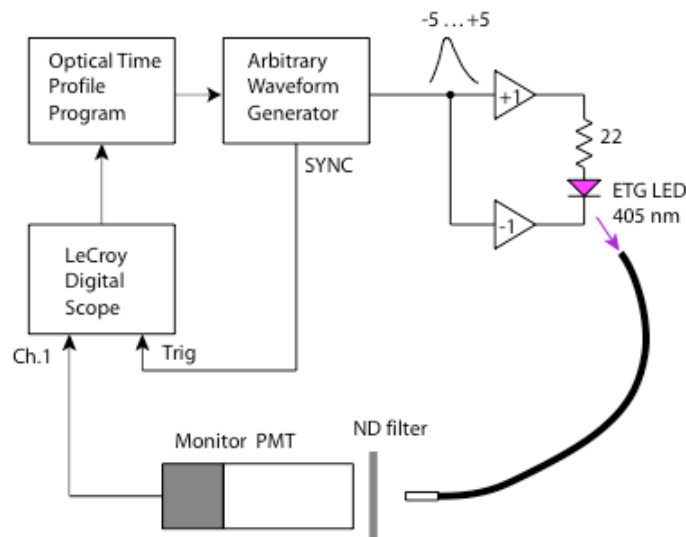 -5 ... +5
Optical Time
Profile
Program
Arbitrary
Waveform
Generator
+1
22
SYNC
ETG LED
405 nm
-1
LeCroy
Digital
Scope
Ch.1
Trig
ND filter
Monitor PMT